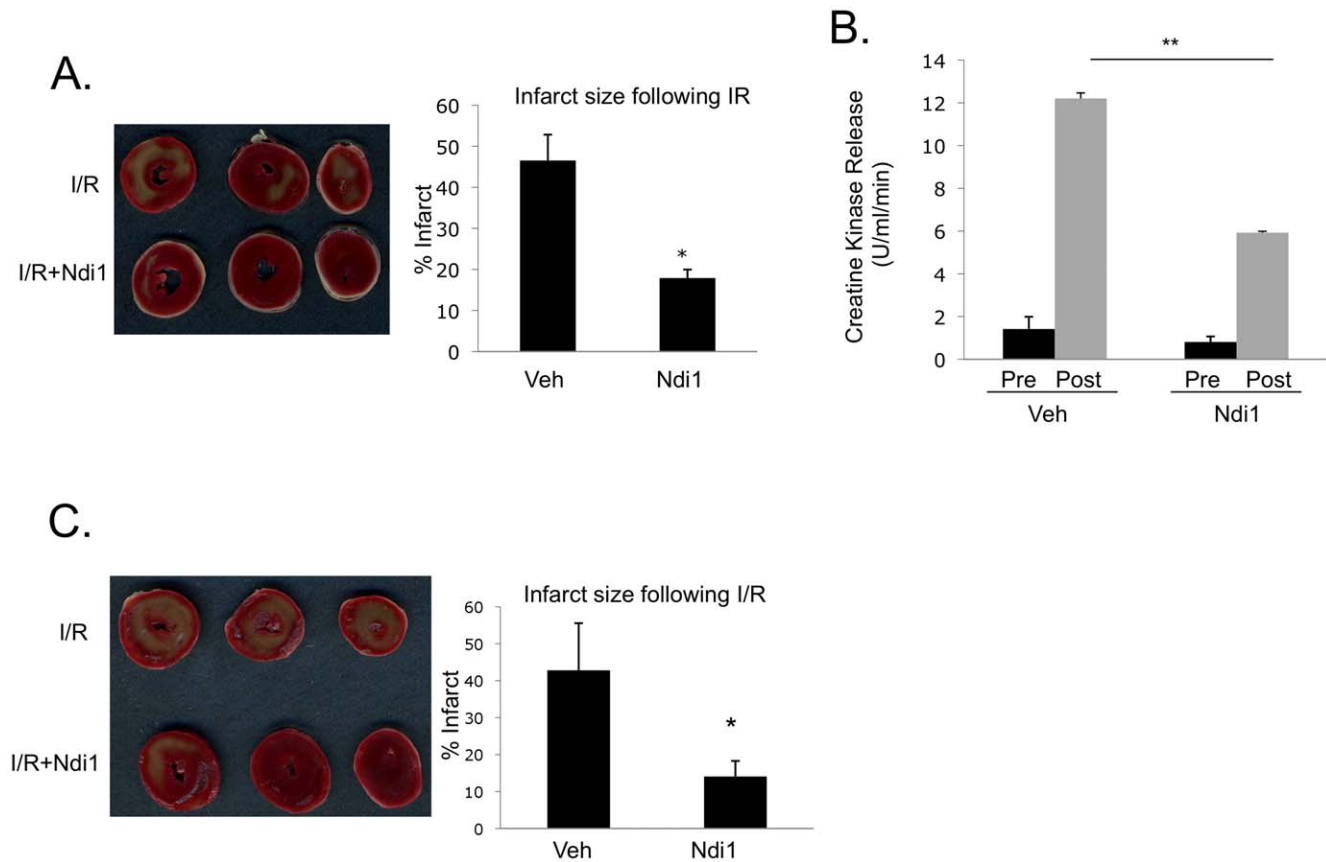 A.
I/R
I/R+Ndi1
Infarct size following IR
% Infarct
60
50
40
30
20
10
0
*
Veh
Ndi1
B.
**
Creatine Kinase Release
(U/ml/min)
14
12
10
8
6
4
2
0
Pre Post Pre Post
Veh Ndi1
C.
I/R
I/R+Ndi1
Infarct size following I/R
% Infarct
60
50
40
30
20
10
0
*
Veh Ndi1